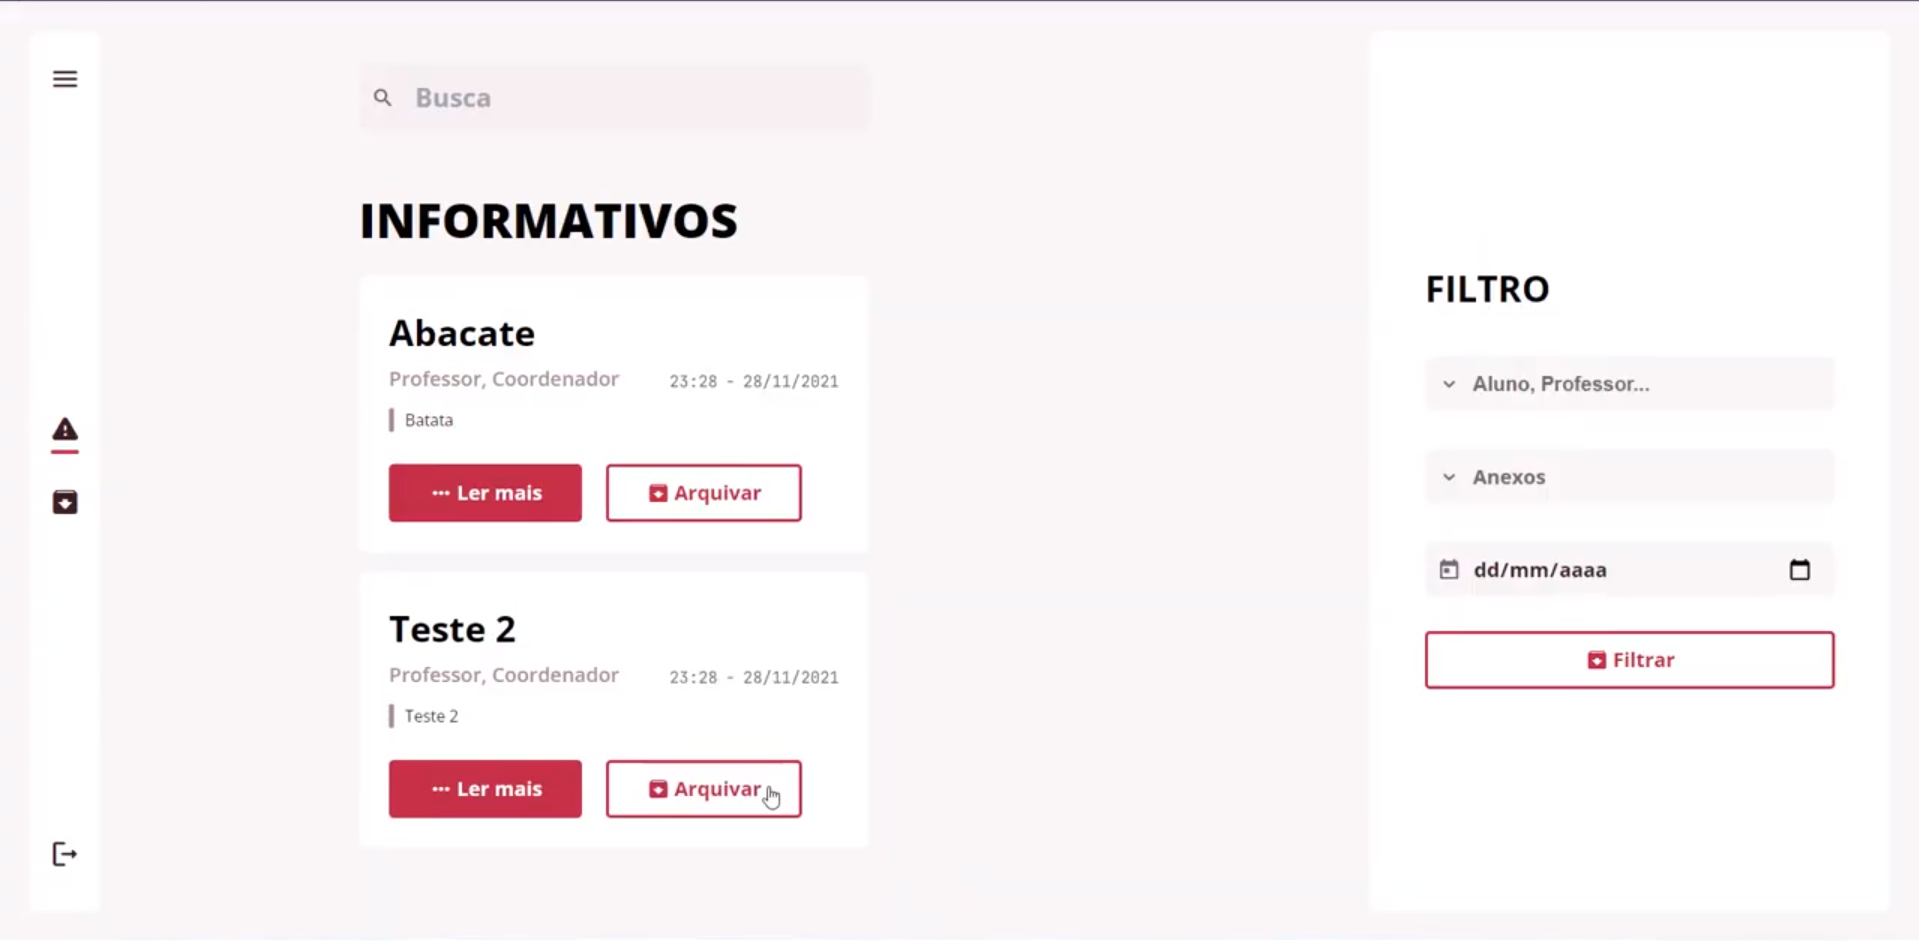 Busca
INFORMATIVOS
Abacate
Professor, Coordenador 23:28 - 28/11/2021
Batata
Ler mais Arquivar
Teste 2
Professor, Coordenador 23:28 - 28/11/2021
Teste 2
Ler mais Arquivar
FILTRO
Aluno, Professor...
Anexos
dd/mm/aaaa
Filtrar